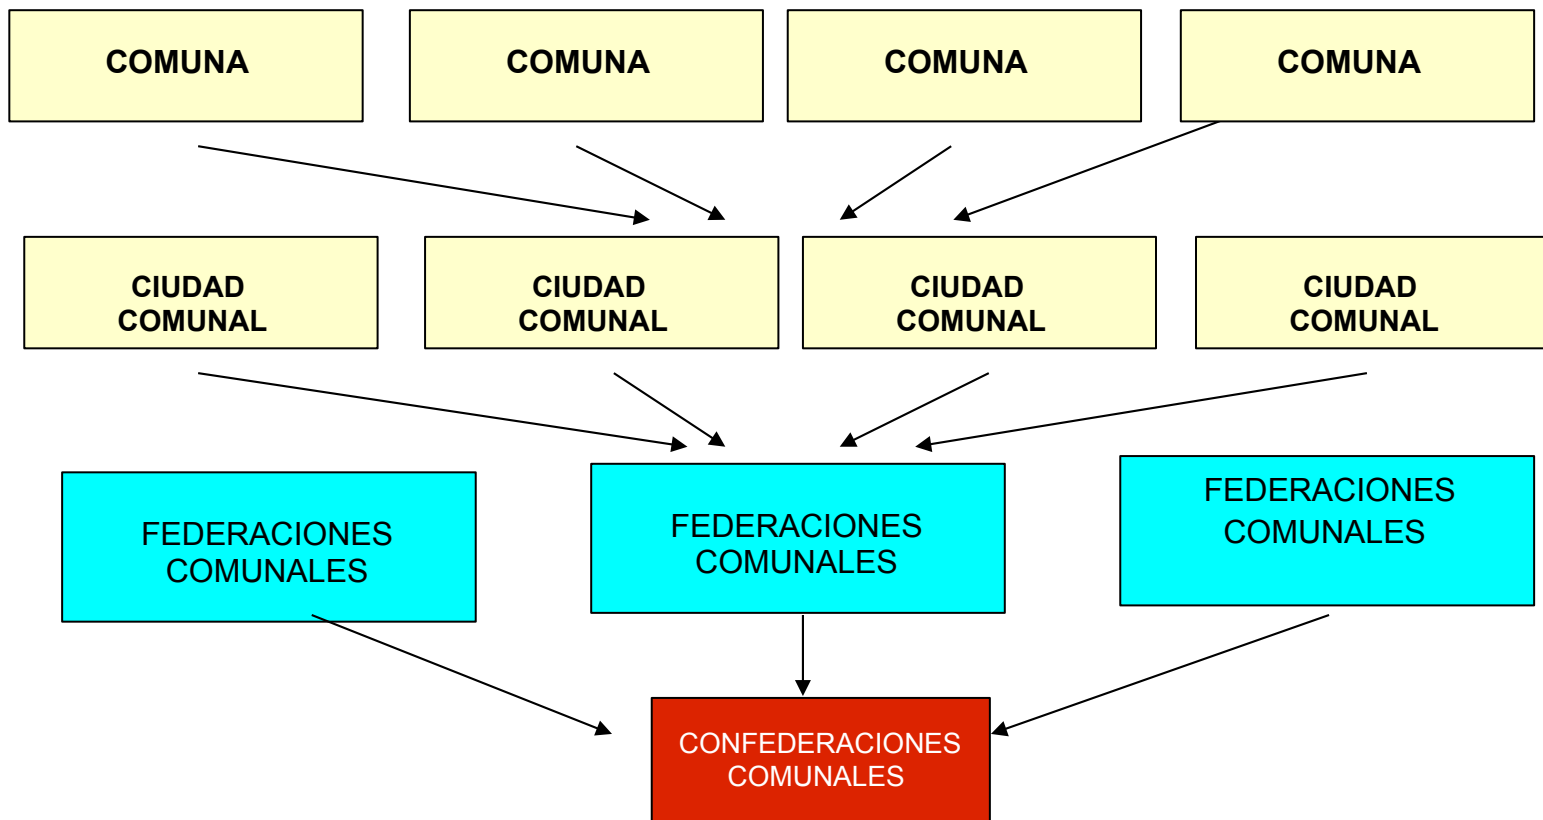 COMUNA
COMUNA
COMUNA
COMUNA
CIUDAD
COMUNAL
CIUDAD
COMUNAL
CIUDAD
COMUNAL
CIUDAD
COMUNAL
FEDERACIONES
COMUNALES
FEDERACIONES
COMUNALES
FEDERACIONES
COMUNALES
CONFEDERACIONES
COMUNALES